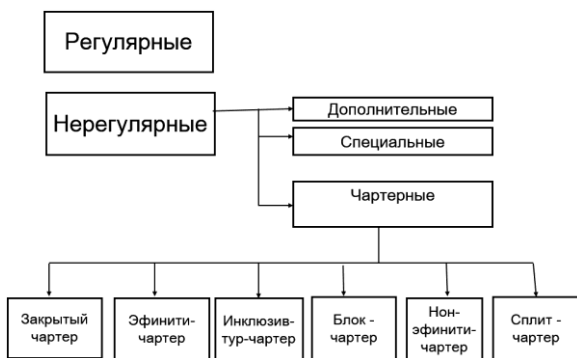 Регулярные
Нерегулярные
Дополнительные
Специальные
Чартерные
Закрытый
чартер
Эфинити-
чартер
Инклюзив-
тур-чартер
Блок -
чартер
Нон-
эфинити-
чартер
Сплит -
чартер